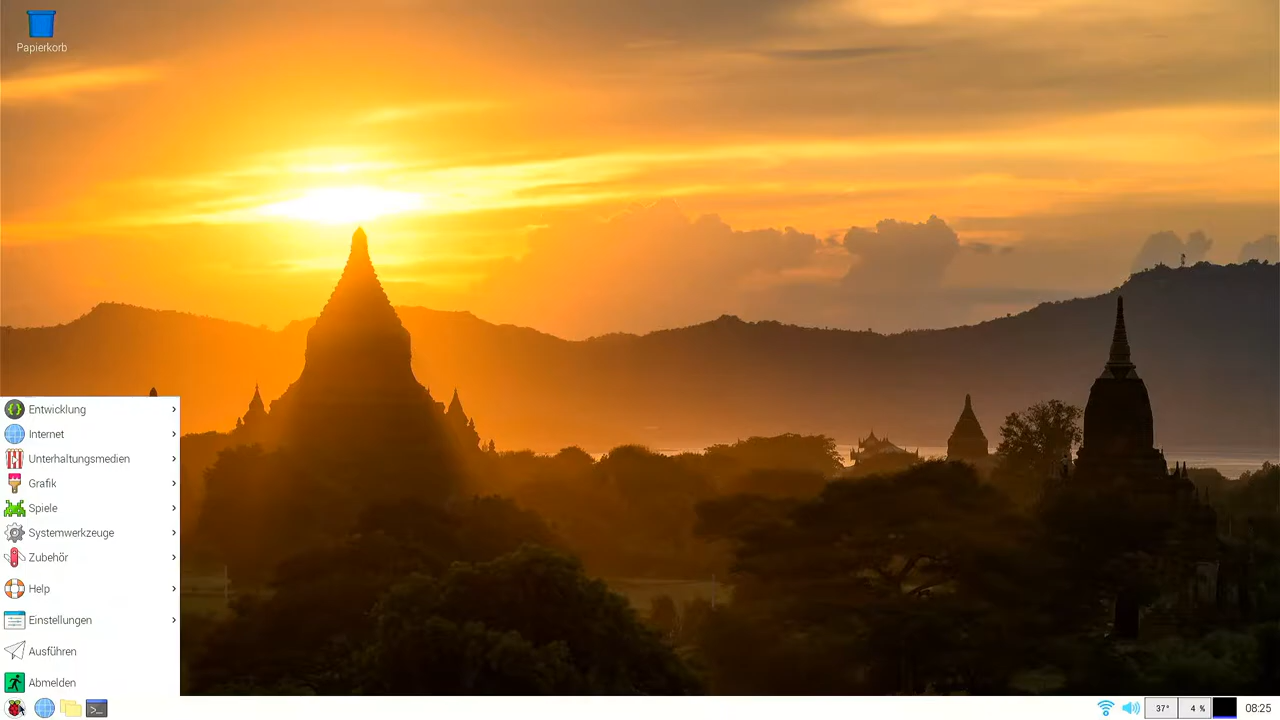 Papierkorb
Entwicklung
Internet
Unterhaltungsmedien
Grafik
Spiele
Systemwerkzeuge
Zubehör
Help
Einstellungen
Ausführen
Abmelden
37° 4 % 08:25